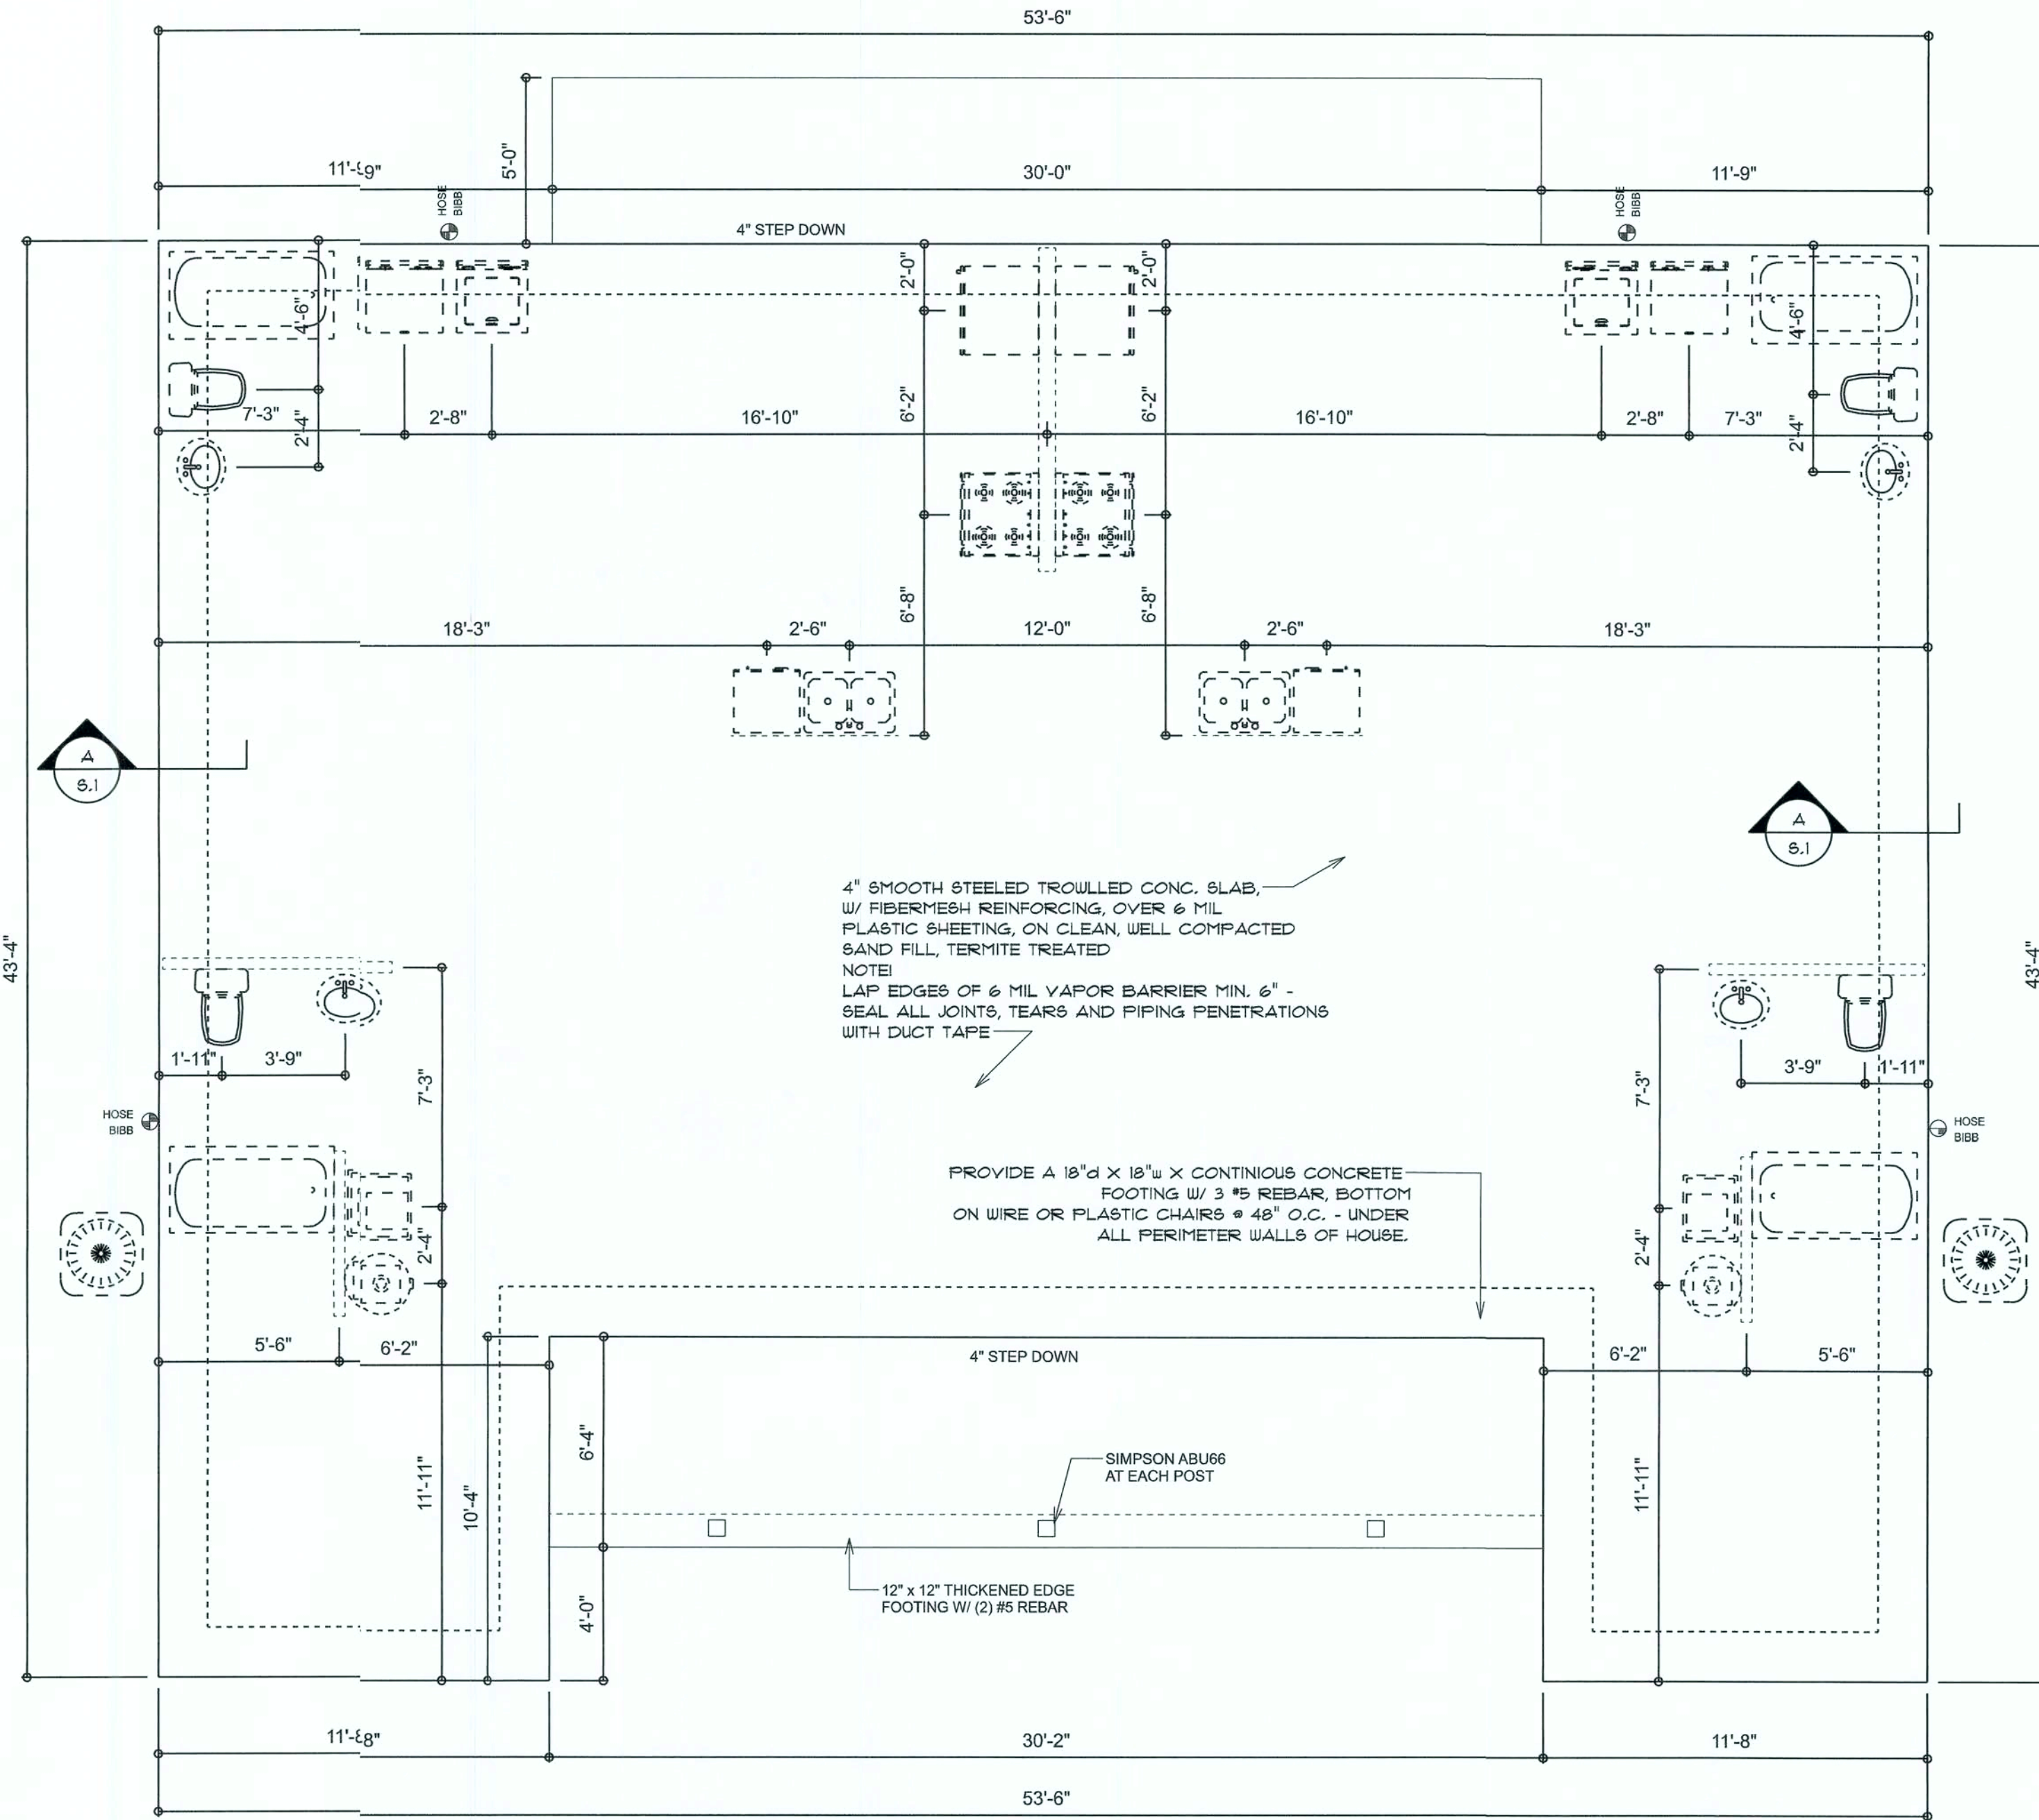 53'-6"
11'-9"
5'-0"
30'-0"
11'-9"
HOSE
BIBB
HOSE
BIBB
4" STEP DOWN
2'-0"
2'-0"
4'-6"
4'-6"
7'-3"
2'-4"
2'-8"
16'-10"
6'-2"
6'-2"
16'-10"
2'-8"
7'-3"
2'-4"
18'-3"
2'-6"
6'-8"
12'-0"
6'-8"
2'-6"
18'-3"
A
S.1
A
S.1
43'-4"
43'-4"
4" SMOOTH STEELED TROWLLED CONC. SLAB,
W/ FIBERMESH REINFORCING, OVER 6 MIL
PLASTIC SHEETING, ON CLEAN, WELL COMPACTED
SAND FILL, TERMITE TREATED
NOTE!
LAP EDGES OF 6 MIL VAPOR BARRIER MIN. 6" -
SEAL ALL JOINTS, TEARS AND PIPING PENETRATIONS
WITH DUCT TAPE
1'-11"
3'-9"
7'-3"
7'-3"
3'-9"
1'-11"
HOSE
BIBB
HOSE
BIBB
PROVIDE A 18"d X 18"w X CONTINIOUS CONCRETE
FOOTING W/ 3 #5 REBAR, BOTTOM
ON WIRE OR PLASTIC CHAIRS @ 48" O.C. - UNDER
ALL PERIMETER WALLS OF HOUSE.
2'-4"
2'-4"
5'-6"
6'-2"
4" STEP DOWN
6'-2"
5'-6"
6'-4"
11'-11"
10'-4"
SIMPSON ABU66
AT EACH POST
11'-11"
12" x 12" THICKENED EDGE
FOOTING W/ (2) #5 REBAR
4'-0"
11'-8"
30'-2"
11'-8"
53'-6"